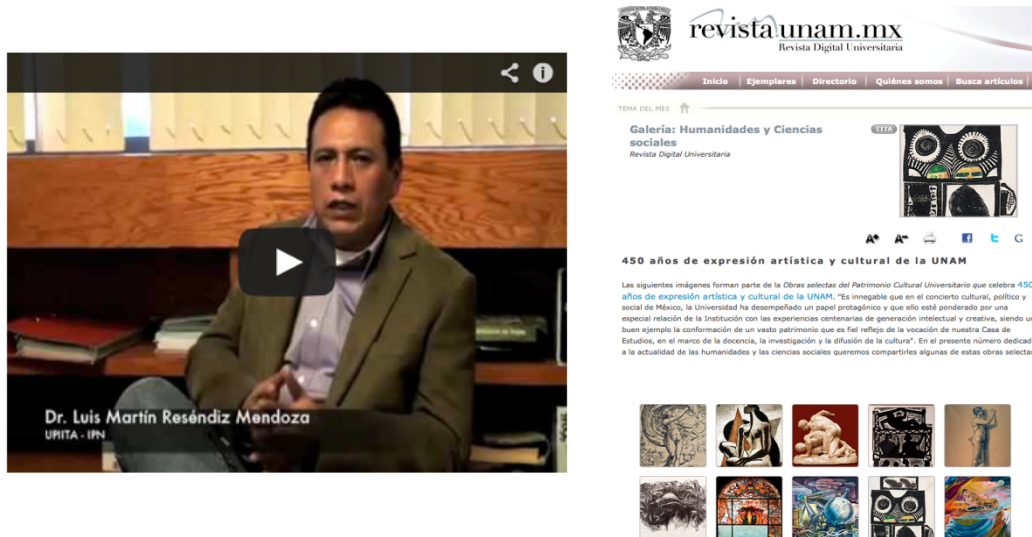 Dr. Luis Martín Reséndiz Mendoza
UPIITA - IPN
revista.unam.mx
Revista Digital Universitaria
Inicio Ejemplares Directorio Quiénes somos Busca artículos
TEMA DEL MES
Galería: Humanidades y Ciencias
sociales
Revista Digital Universitaria
CITA
A+ A- G
450 años de expresión artística y cultural de la UNAM
Las siguientes imágenes forman parte de la Obras selectas del Patrimonio Cultural Universitario que celebra 450
años de expresión artística y cultural de la UNAM. "Es innegable que en el concierto cultural, político y
social de México, la Universidad ha desempeñado un papel protagónico y que ello esté ponderado por una
especial relación de la Institución con las experiencias centenarias de generación intelectual y creativa, siendo un
buen ejemplo la conformación de un vasto patrimonio que es fiel reflejo de la vocación de nuestra Casa de
Estudios, en el marco de la docencia, la investigación y la difusión de la cultura". En el presente número dedicad
a la actualidad de las humanidades y las ciencias sociales queremos compartirles algunas de estas obras selecta